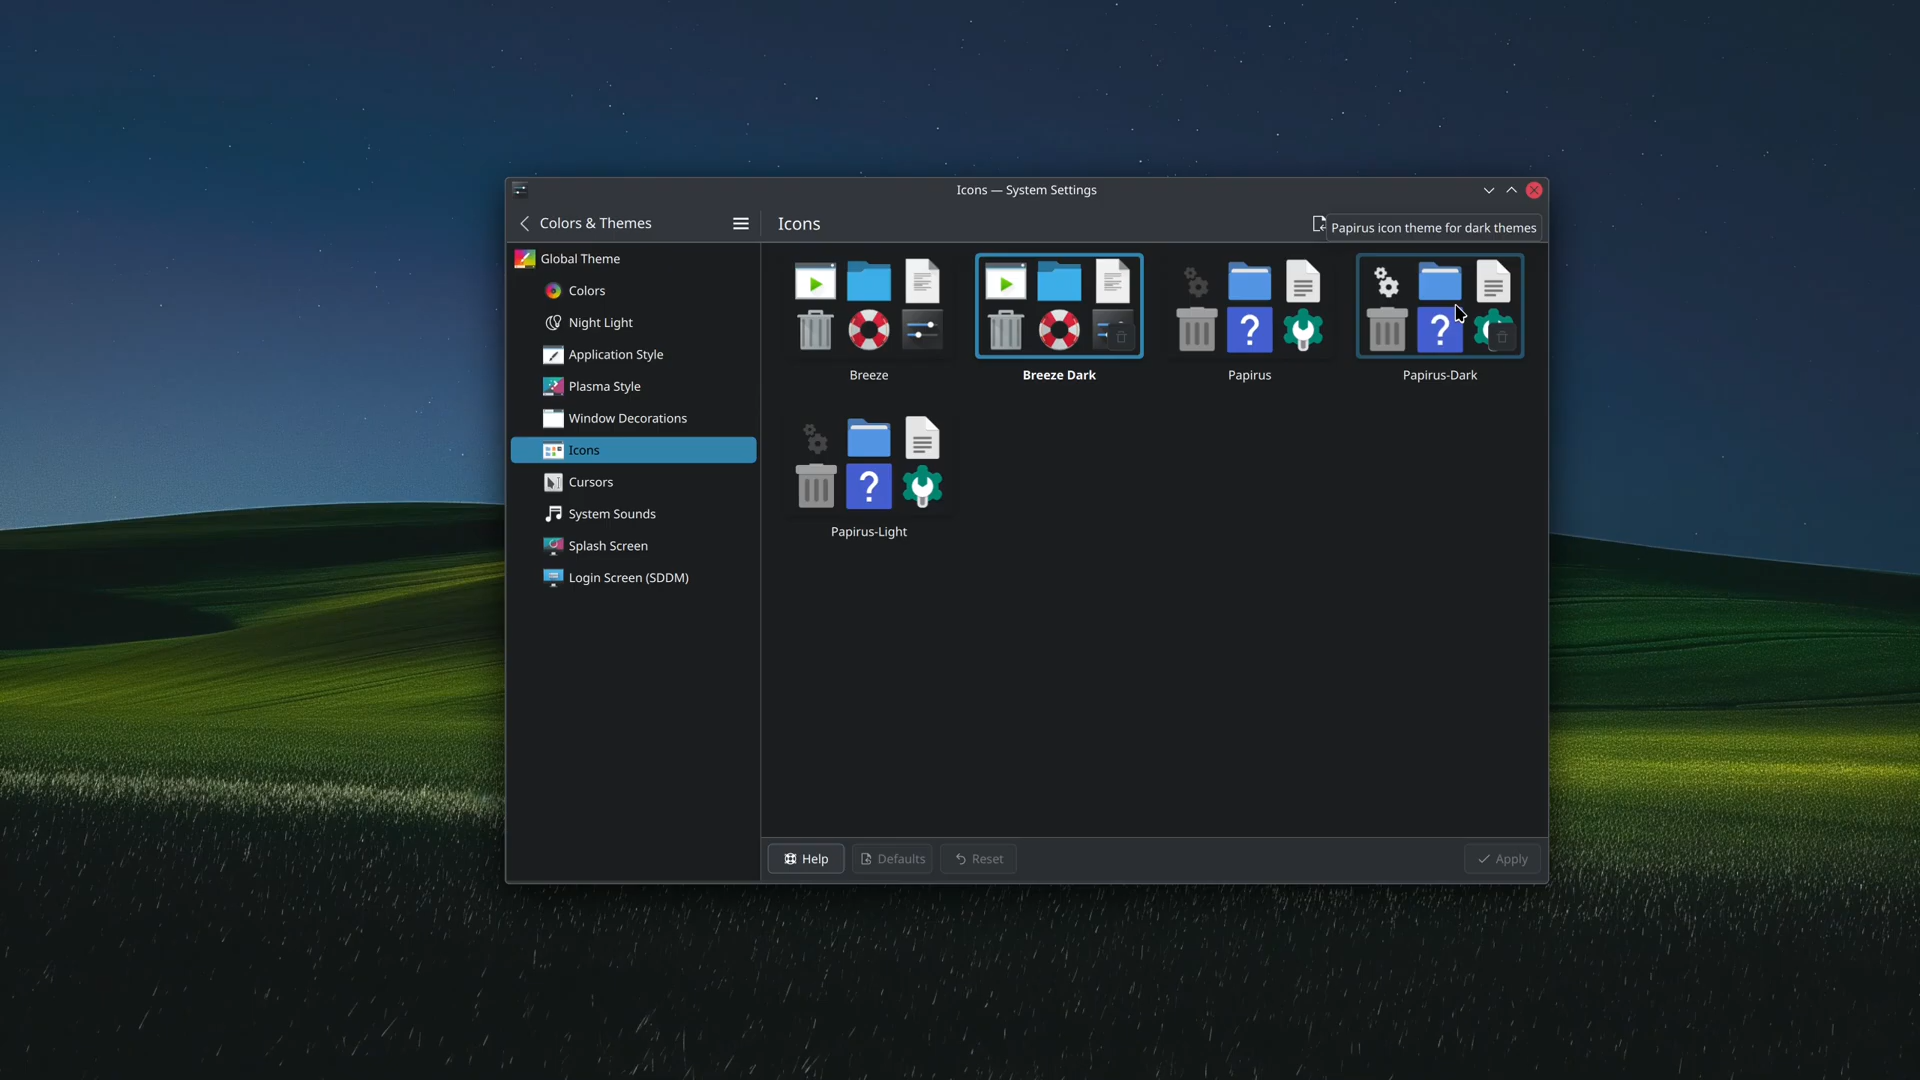 Icons — System Settings
Colors & Themes
Icons
Papirus icon theme for dark themes
Global Theme
Colors
Night Light
Application Style
Plasma Style
Window Decorations
Icons
Cursors
System Sounds
Splash Screen
Login Screen (SDDM)
Breeze
Breeze Dark
Papirus
Papirus-Dark
Papirus-Light
Help
Defaults
Reset
Apply